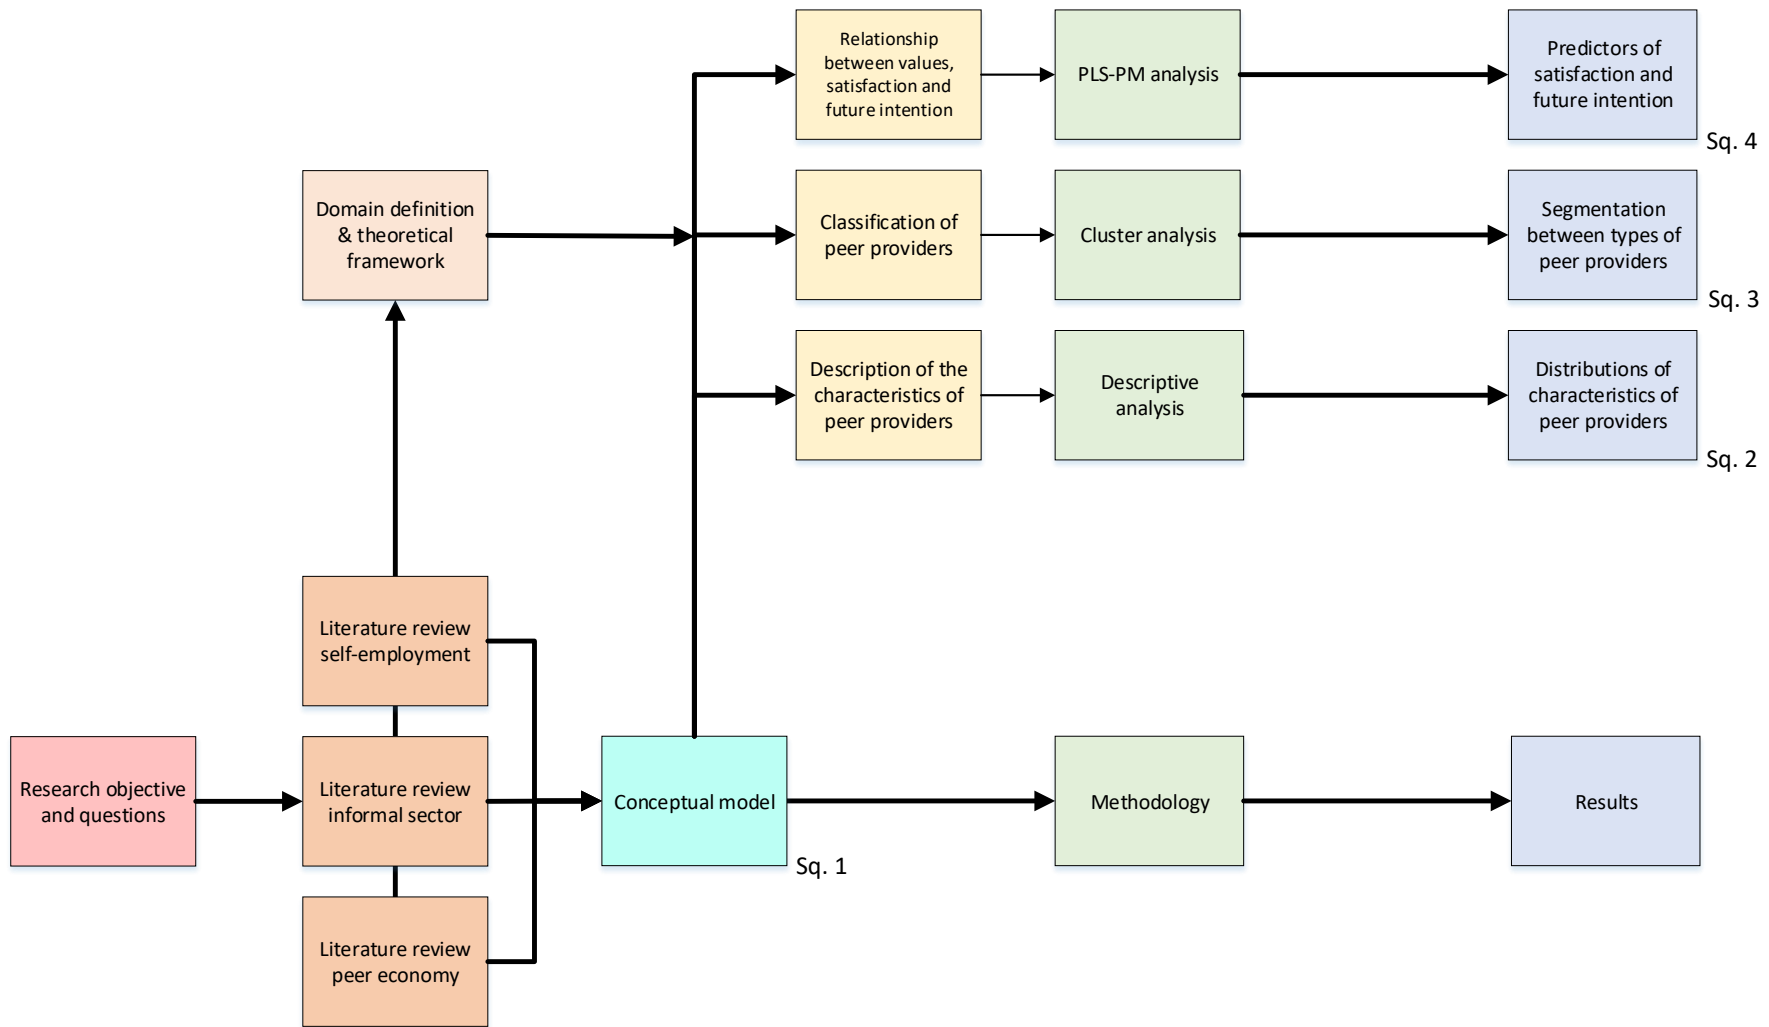 Relationship
between values,
satisfaction and
future intention
PLS-PM analysis
Predictors of
satisfaction and
future intention
Sq. 4
Domain definition
& theoretical
framework
Classification of
peer providers
Cluster analysis
Segmentation
between types of
peer providers
Sq. 3
Description of the
characteristics of
peer providers
Descriptive
analysis
Distributions of
characteristics of
peer providers
Sq. 2
Literature review
self-employment
Research objective
and questions
Literature review
informal sector
Conceptual model
Sq. 1
Methodology
Results
Literature review
peer economy